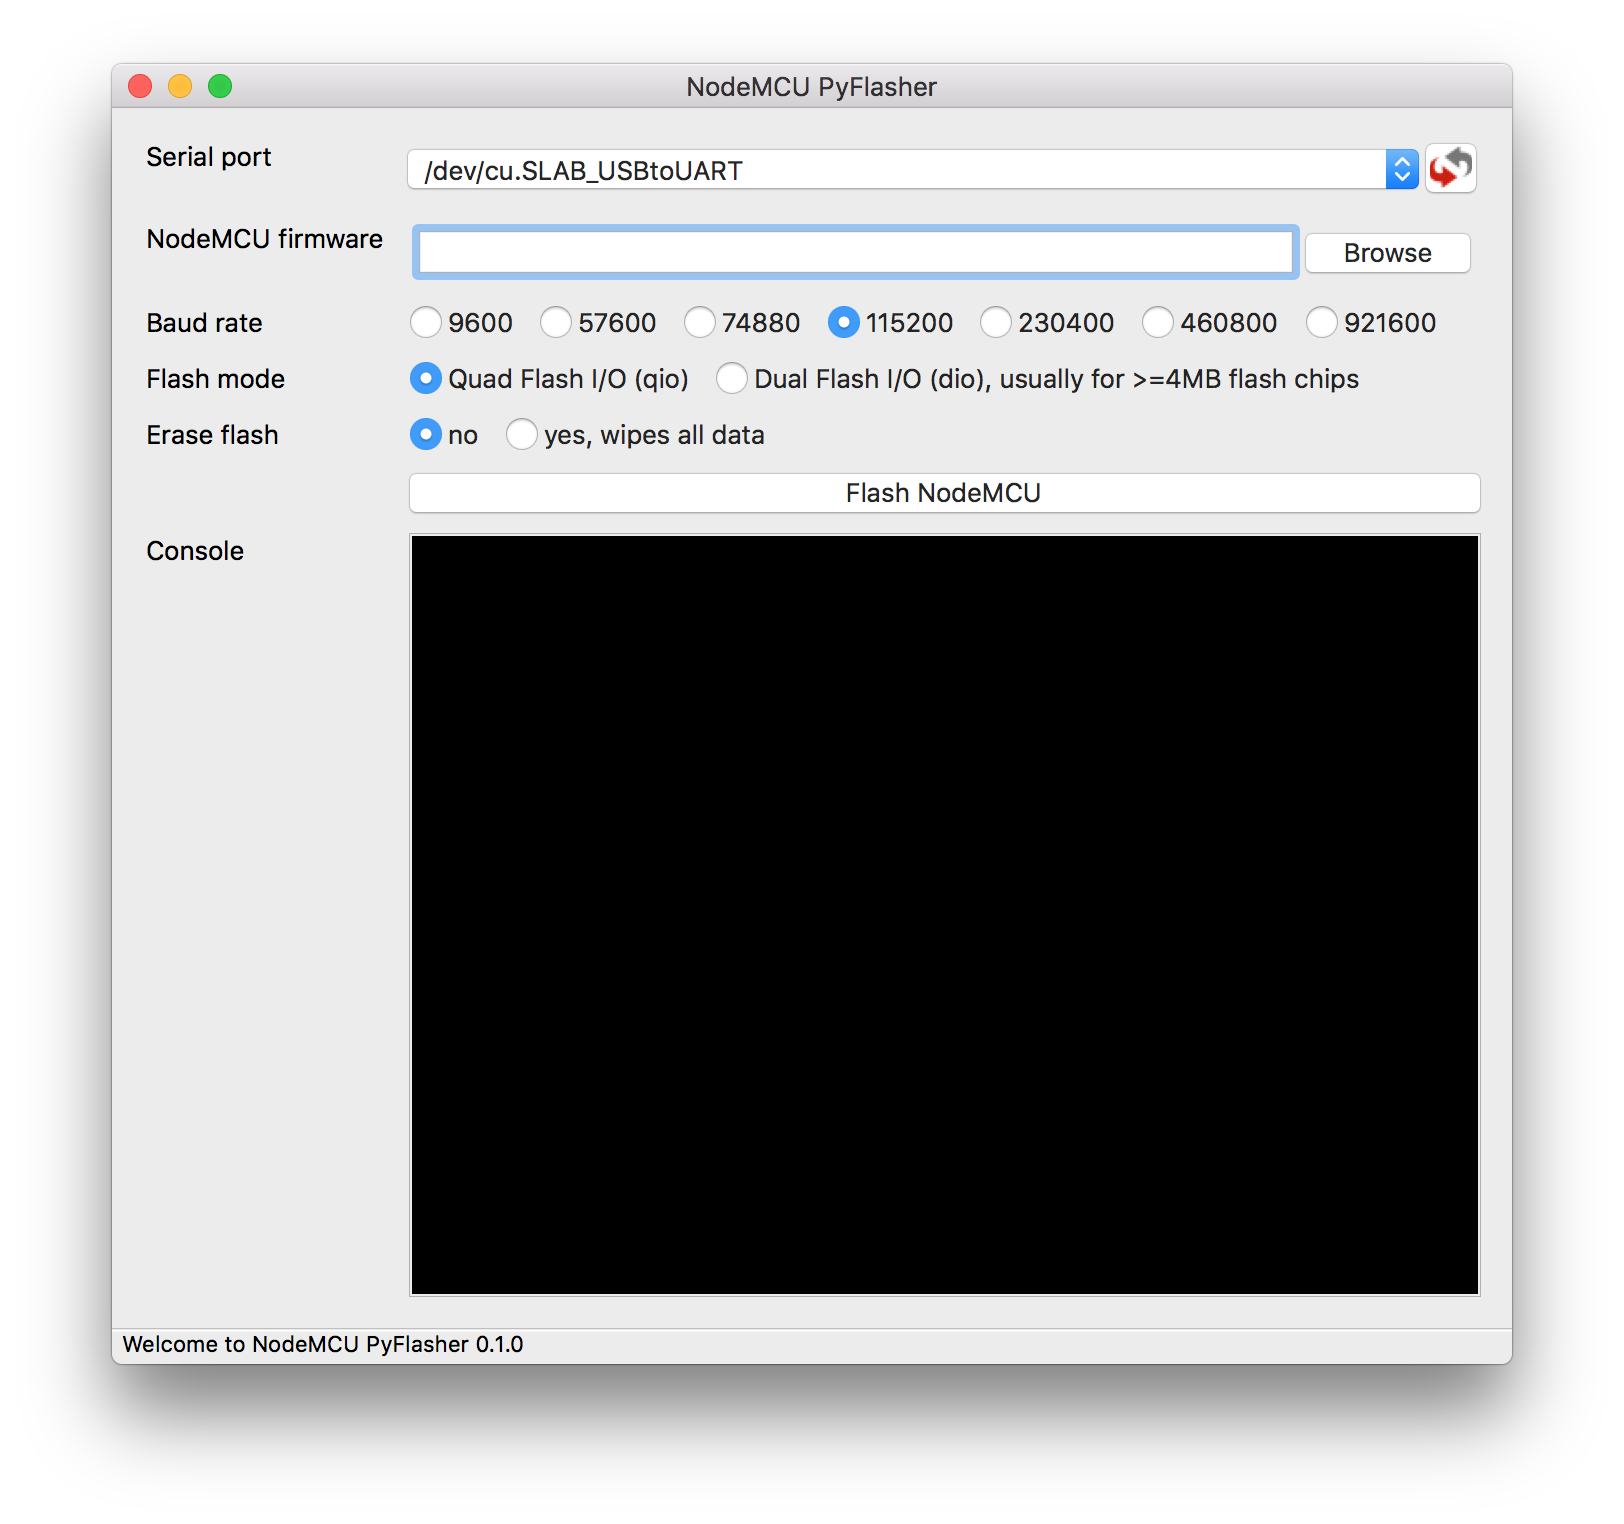 NodeMCU PyFlasher
Serial port /dev/cu.SLAB_USBtoUART
NodeMCU firmware Browse
Baud rate 9600 57600 74880 115200 230400 460800 921600
Flash mode Quad Flash I/O (qio) Dual Flash I/O (dio), usually for >=4MB flash chips
Erase flash no yes, wipes all data
Flash NodeMCU
Console
Welcome to NodeMCU PyFlasher 0.1.0